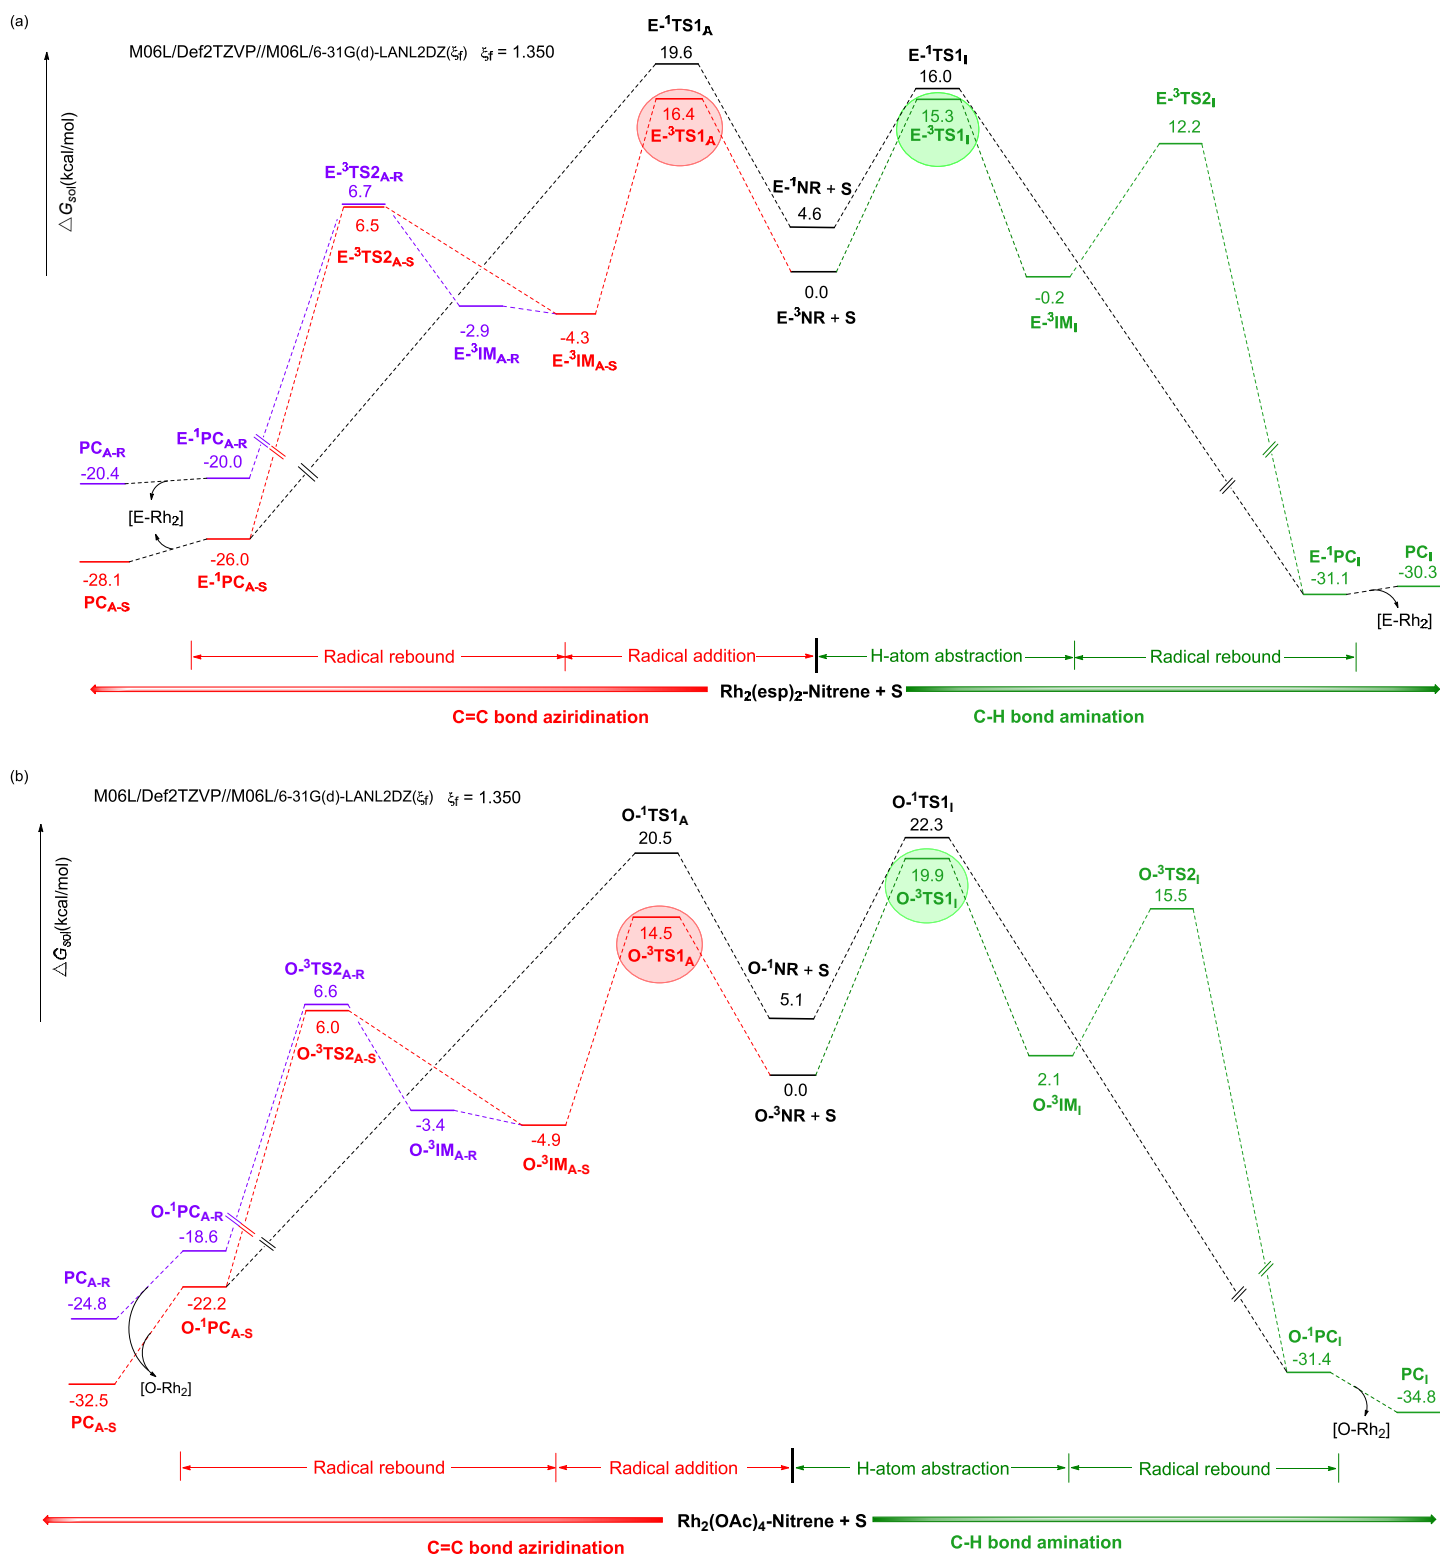 (a)
M06L/Def2TZVP//M06L/6-31G(d)-LANL2DZ(ξf) ξf = 1.350
△Gsol(kcal/mol)
E-¹TS1A
19.6
E-¹TS1I
16.0
16.4
E-³TS1A
15.3
E-³TS1I
E-³TS2I
12.2
E-³TS2A-R
6.7
6.5
E-³TS2A-S
E-¹NR + S
4.6
0.0
E-³NR + S
-2.9
E-³IMA-R
-4.3
E-³IMA-S
-0.2
E-³IMI
PCA-R
-20.4
E-¹PCA-R
-20.0
[E-Rh2]
-26.0
E-¹PCA-S
-28.1
PCA-S
E-¹PCI
-31.1
PCI
-30.3
[E-Rh2]
Radical rebound
Radical addition
H-atom abstraction
Radical rebound
Rh2(esp)2-Nitrene + S
C=C bond aziridination
C-H bond amination
(b)
M06L/Def2TZVP//M06L/6-31G(d)-LANL2DZ(ξf) ξf = 1.350
△Gsol(kcal/mol)
O-¹TS1A
20.5
O-¹TS1I
22.3
14.5
O-³TS1A
19.9
O-³TS1I
O-³TS2I
15.5
O-³TS2A-R
6.6
6.0
O-³TS2A-S
O-¹NR + S
5.1
0.0
O-³NR + S
-3.4
O-³IMA-R
-4.9
O-³IMA-S
2.1
O-³IMI
O-¹PCA-R
-18.6
PCA-R
-24.8
-22.2
O-¹PCA-S
-32.5
PCA-S
[O-Rh2]
O-¹PCI
-31.4
PCI
-34.8
[O-Rh2]
Radical rebound
Radical addition
H-atom abstraction
Radical rebound
Rh2(OAc)4-Nitrene + S
C=C bond aziridination
C-H bond amination